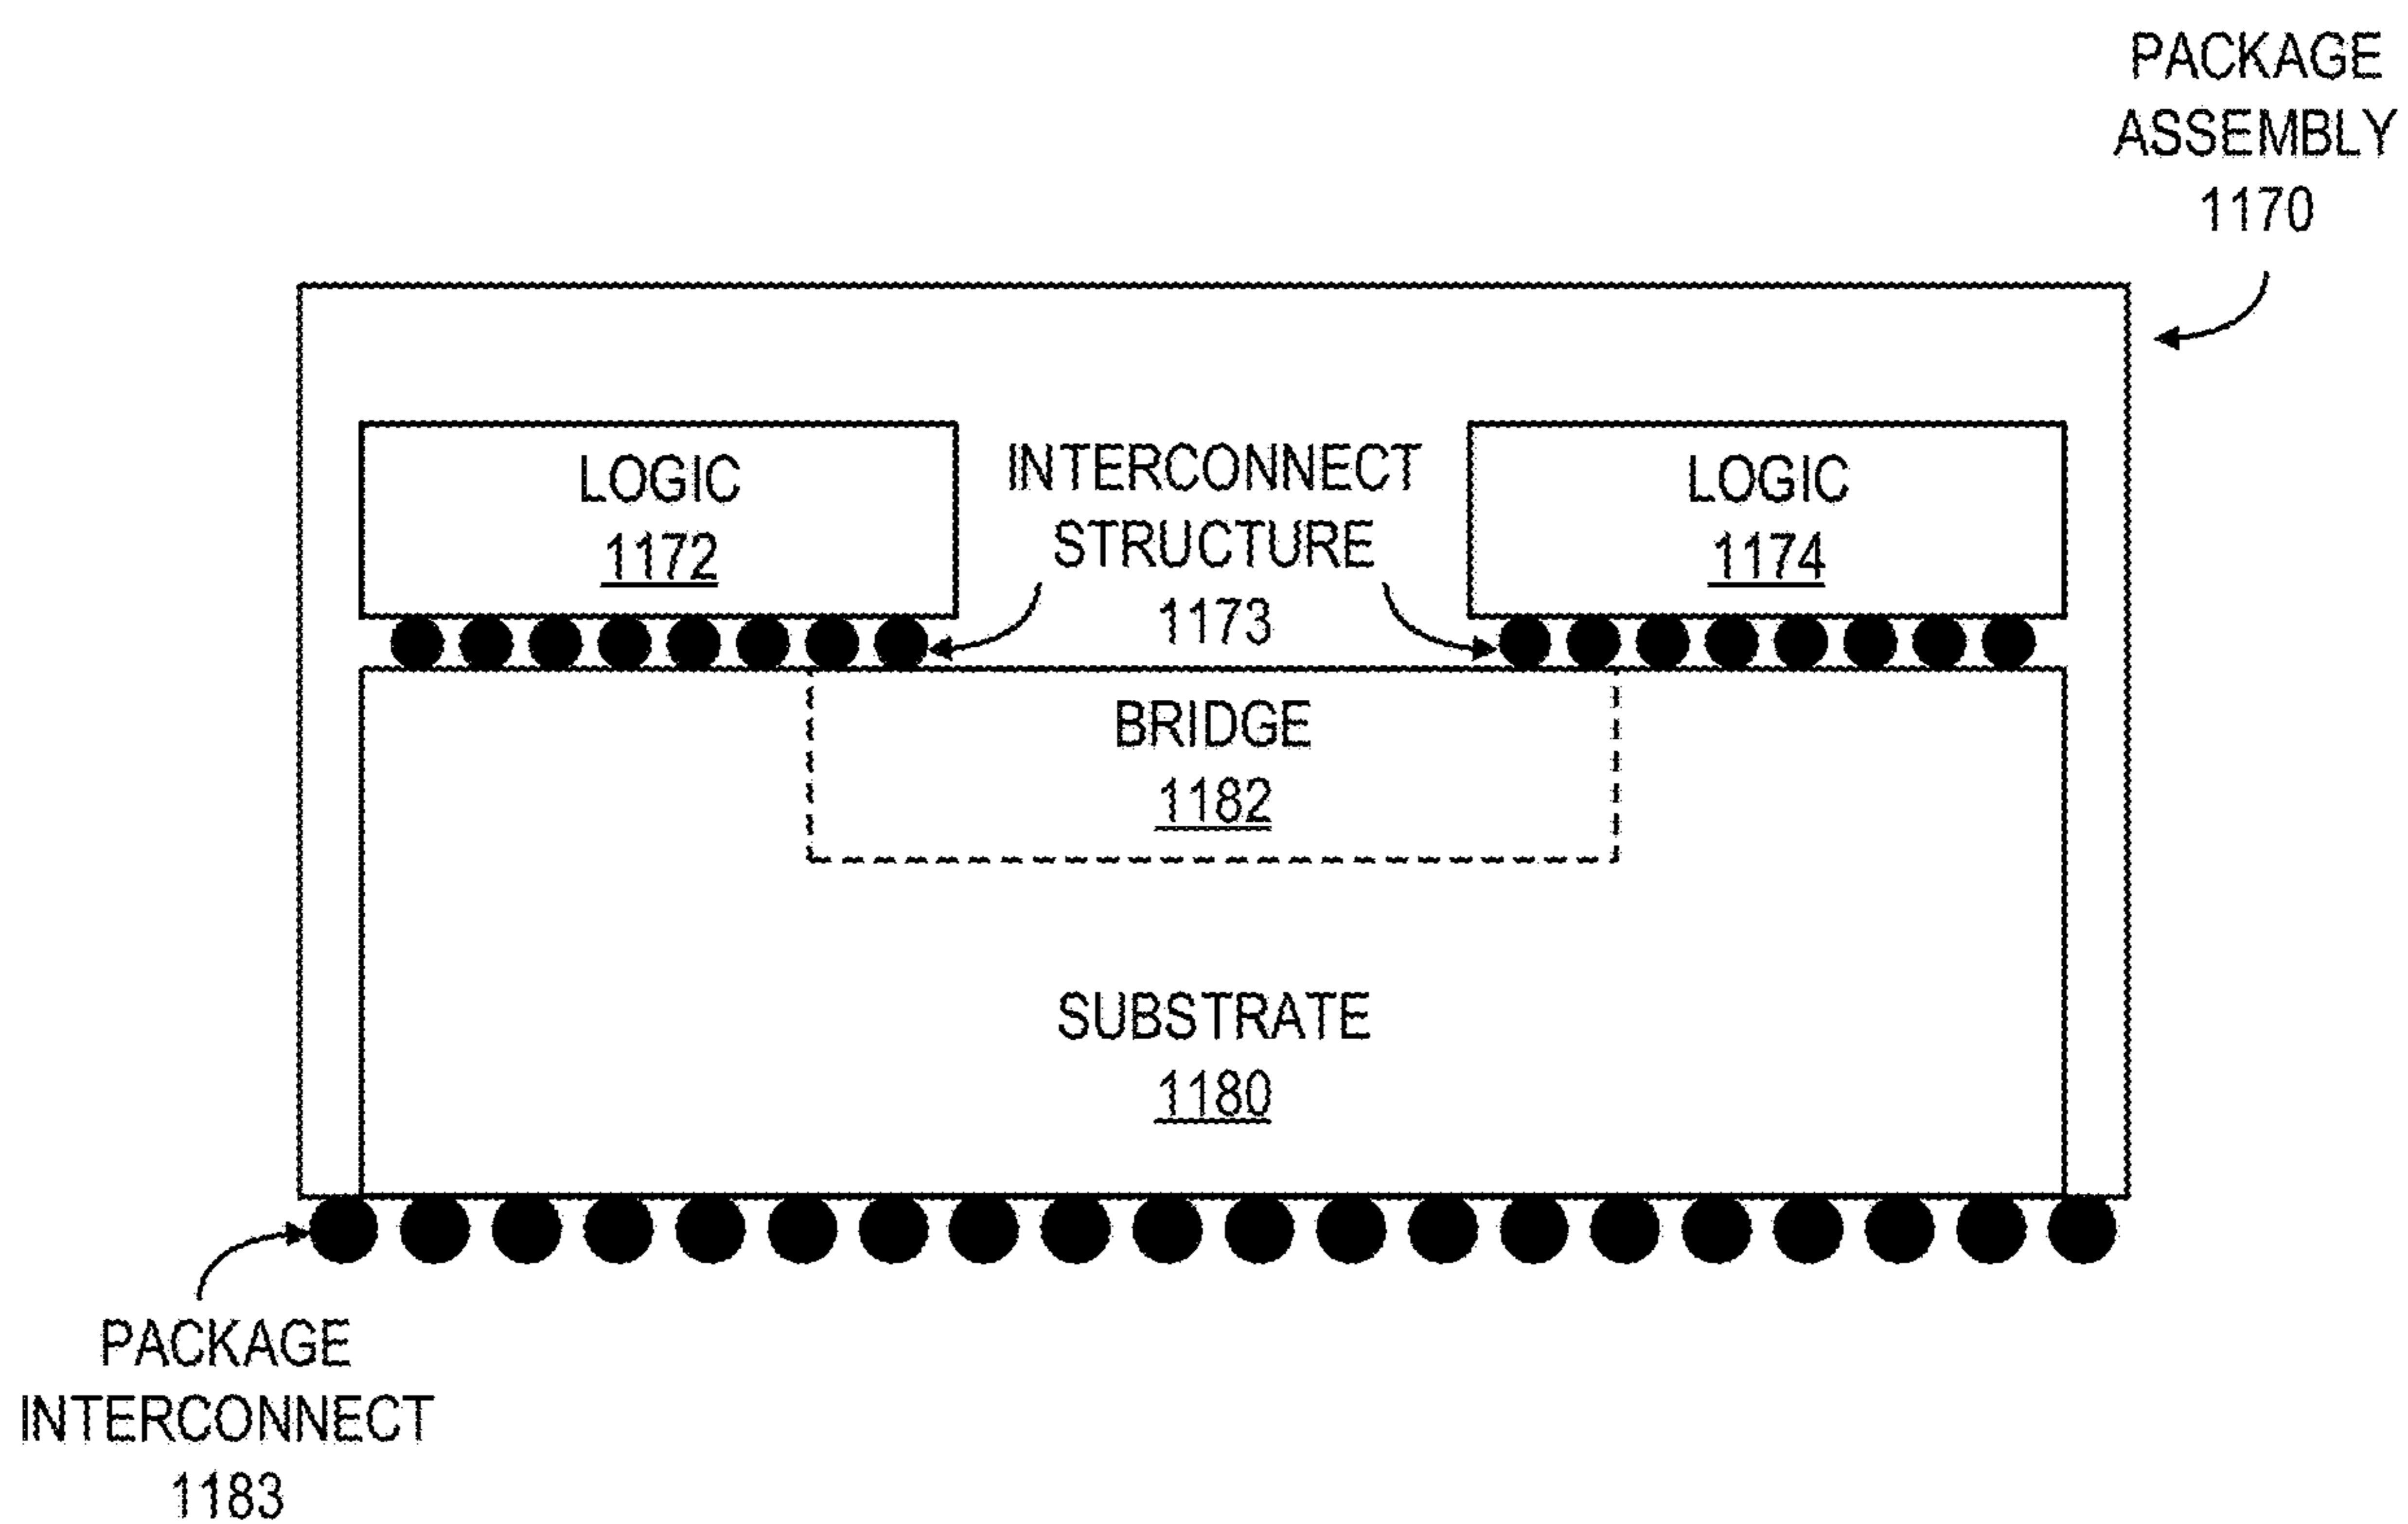 PACKAGE
ASSEMBLY
1170
LOGIC
1172
INTERCONNECT
STRUCTURE
1173
LOGIC
1174
BRIDGE
1182
SUBSTRATE
1180
PACKAGE
INTERCONNECT
1183